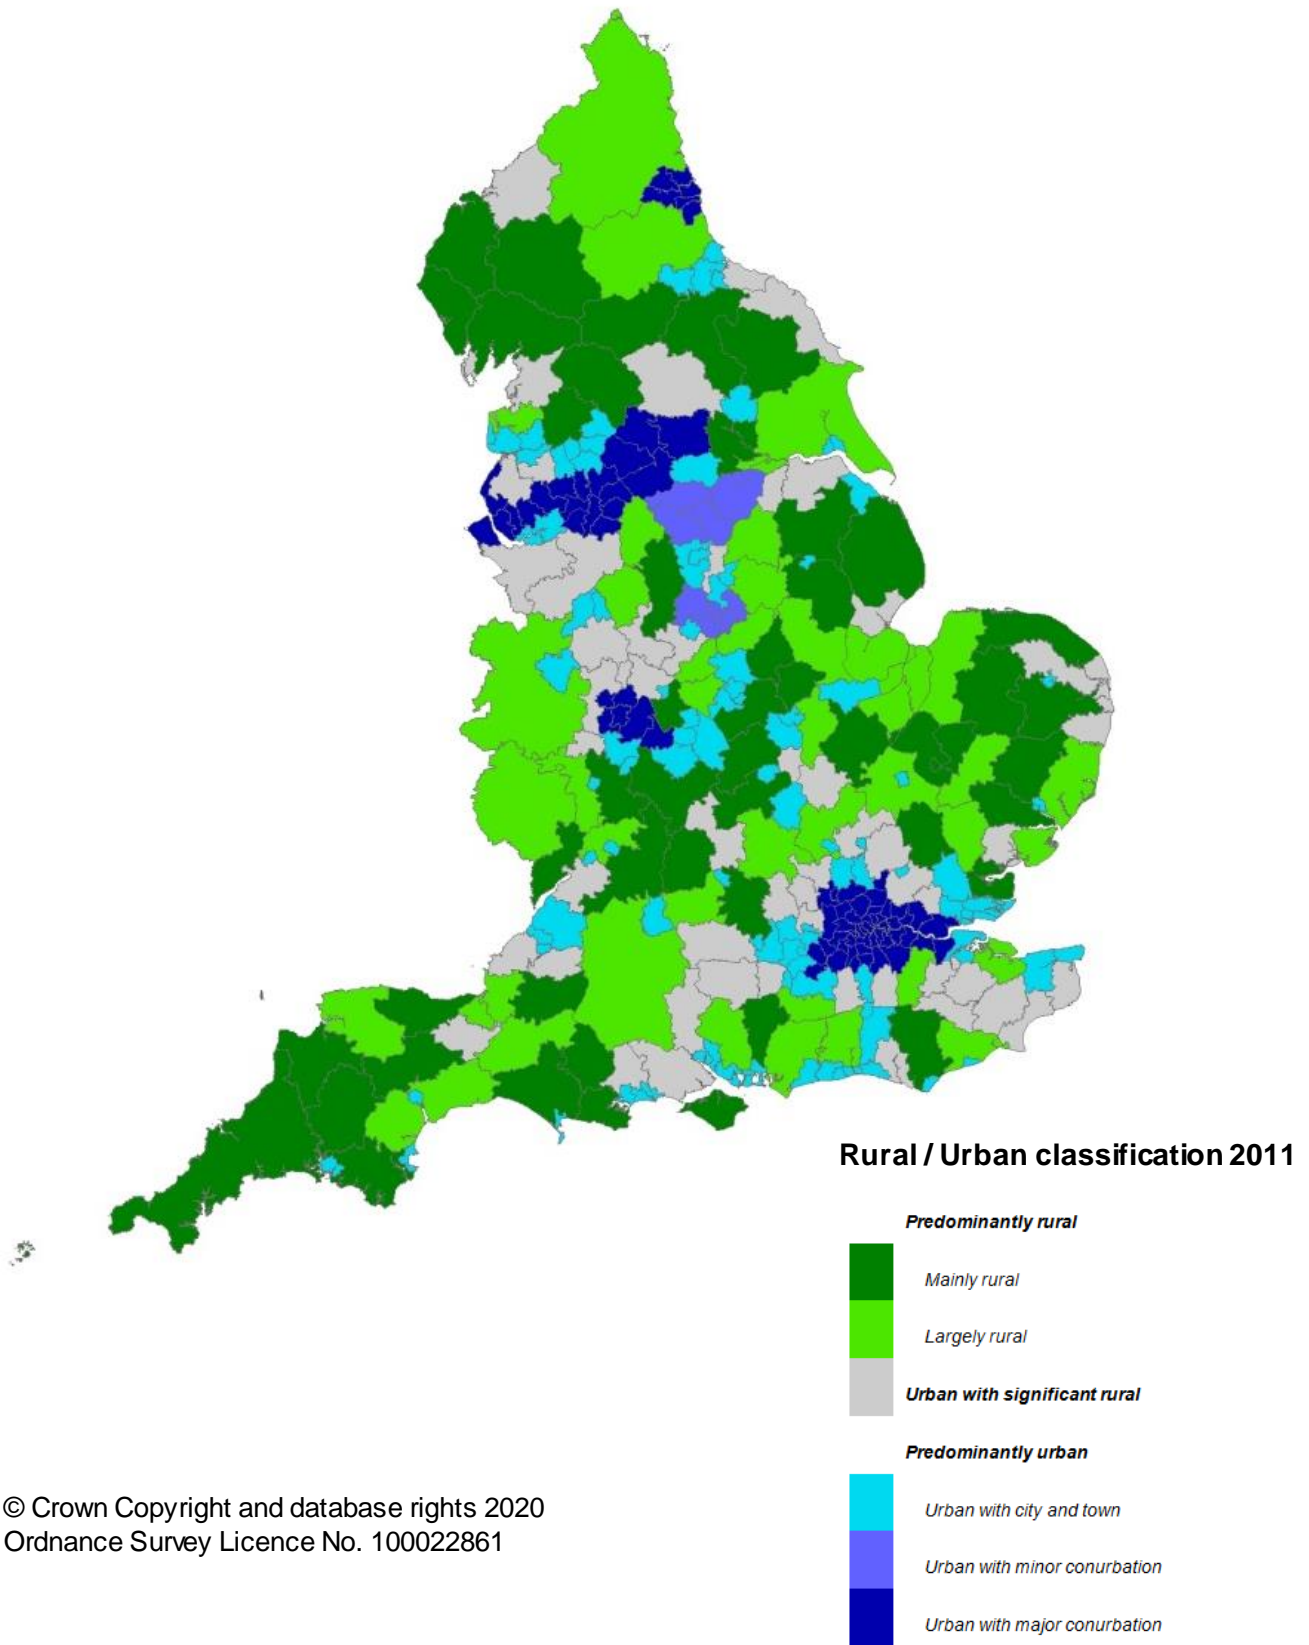 Rural / Urban classification 2011
Predominantly rural
Mainly rural
Largely rural
Urban with significant rural
Predominantly urban
Urban with city and town
Urban with minor conurbation
Urban with major conurbation
© Crown Copyright and database rights 2020
Ordnance Survey Licence No. 100022861